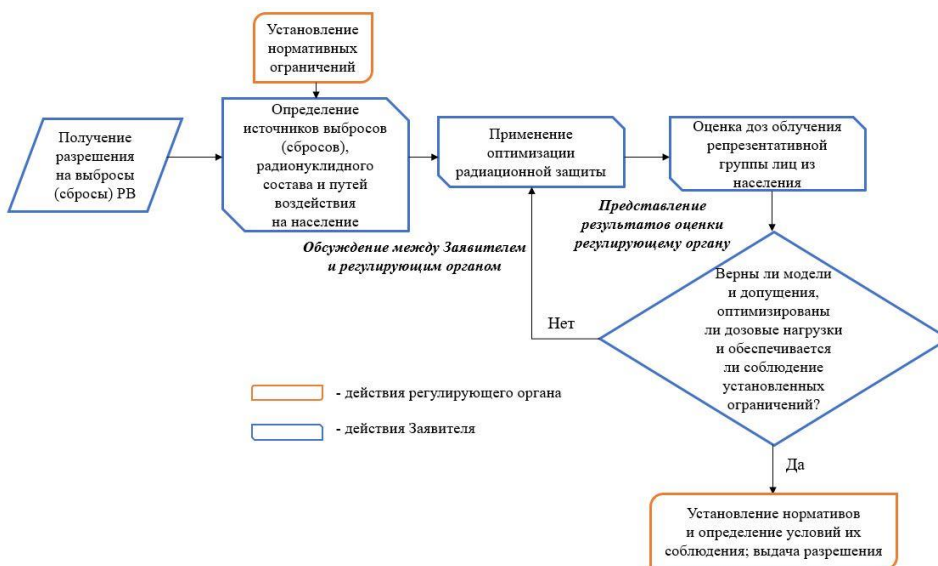 Установление
нормативных
ограничений
Получение
разрешения
на выбросы
(сбросы) РВ
Определение
источников выбросов
(сбросов),
радионуклидного
состава и путей
воздействия
на население
Применение
оптимизации
радиационной защиты
Оценка доз облучения
репрезентативной
группы лиц из
населения
Представление
результатов оценки
регулирующему органу
Обсуждение между Заявителем
и регулирующим органом
Верны ли модели
и допущения,
оптимизированы
ли дозовые нагрузки
и обеспечивается
ли соблюдение
установленных
ограничений?
Нет
- действия регулирующего органа
- действия Заявителя
Да
Установление нормативов
и определение условий их
соблюдения; выдача разрешения